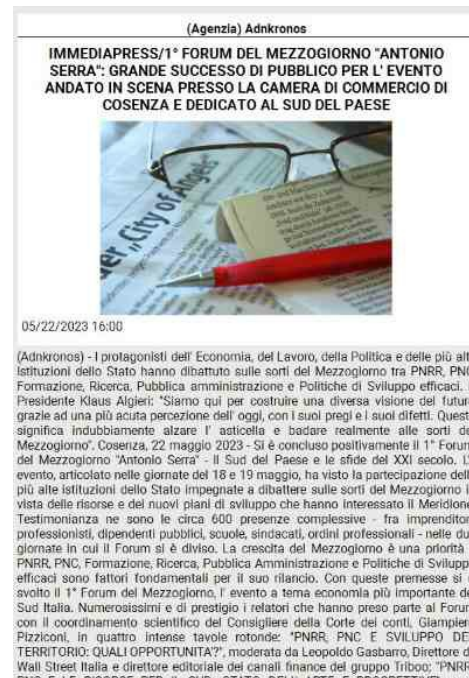 (Agenzia) Adnkronos
IMMEDIAPRESS/1° FORUM DEL MEZZOGIORNO "ANTONIO
SERRA": GRANDE SUCCESSO DI PUBBLICO PER L' EVENTO
ANDATO IN SCENA PRESSO LA CAMERA DI COMMERCIO DI
COSENZA E DEDICATO AL SUD DEL PAESE
der „City of Angels"
05/22/2023 16:00
(Adnkronos) - I protagonisti dell' Economia, del Lavoro, della Politica e delle più alt
Istituzioni dello Stato hanno dibattuto sulle sorti del Mezzogiorno tra PNRR, PNC
Formazione, Ricerca, Pubblica amministrazione e Politiche di Sviluppo efficaci.
Presidente Klaus Algieri: "Siamo qui per costruire una diversa visione del futur
grazie ad una più acuta percezione dell' oggi, con i suoi pregi e i suoi difetti. Quest
significa indubbiamente alzare l' asticella e badare realmente alle sorti de
Mezzogiorno". Cosenza, 22 maggio 2023 - Si è concluso positivamente il 1° Forum
del Mezzogiorno "Antonio Serra" - Il Sud del Paese e le sfide del XXI secolo. L'
evento, articolato nelle giornate del 18 e 19 maggio, ha visto la partecipazione dell
più alte istituzioni dello Stato impegnate a dibattere sulle sorti del Mezzogiorno i
vista delle risorse e dei nuovi piani di sviluppo che hanno interessato il Meridione
Testimonianza ne sono le circa 600 presenze complessive - fra imprenditor
professionisti, dipendenti pubblici, scuole, sindacati, ordini professionali - nelle du
giornate in cui il Forum si è diviso. La crescita del Mezzogiorno è una priorità
PNRR, PNC, Formazione, Ricerca, Pubblica Amministrazione e Politiche di Svilupp
efficaci sono fattori fondamentali per il suo rilancio. Con queste premesse si
svolto il 1° Forum del Mezzogiorno, l' evento a tema economia più importante de
Sud Italia. Numerosissimi e di prestigio i relatori che hanno preso parte al Forum
con il coordinamento scientifico del Consigliere della Corte dei conti, Giampier
Pizziconi, in quattro intense tavole rotonde: "PNRR, PNC E SVILUPPO DE
TERRITORIO: QUALI OPPORTUNITA'?", moderata da Leopoldo Gasbarro, Direttore d
Wall Street Italia e direttore editoriale dei canali finance del gruppo Triboo; "PNRR